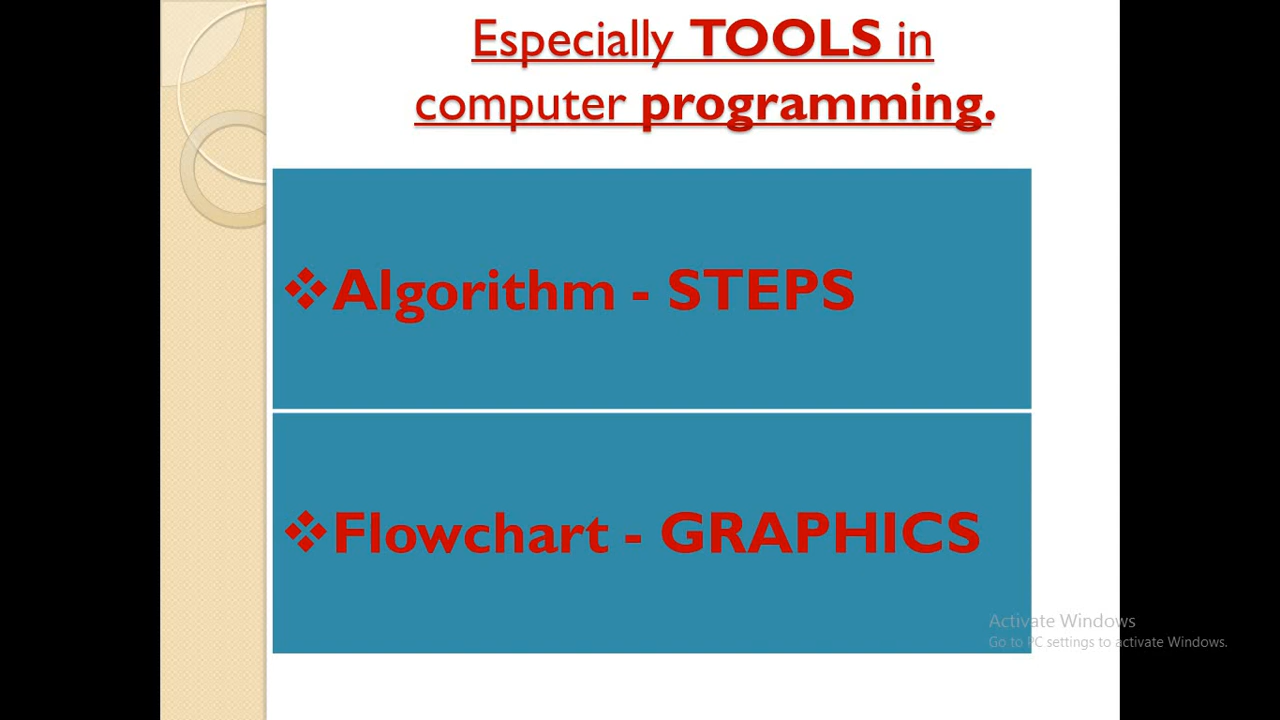 Especially TOOLS in
computer programming.
❖Algorithm - STEPS
❖Flowchart - GRAPHICS
Activate Windows
Go to PC settings to activate Windows.